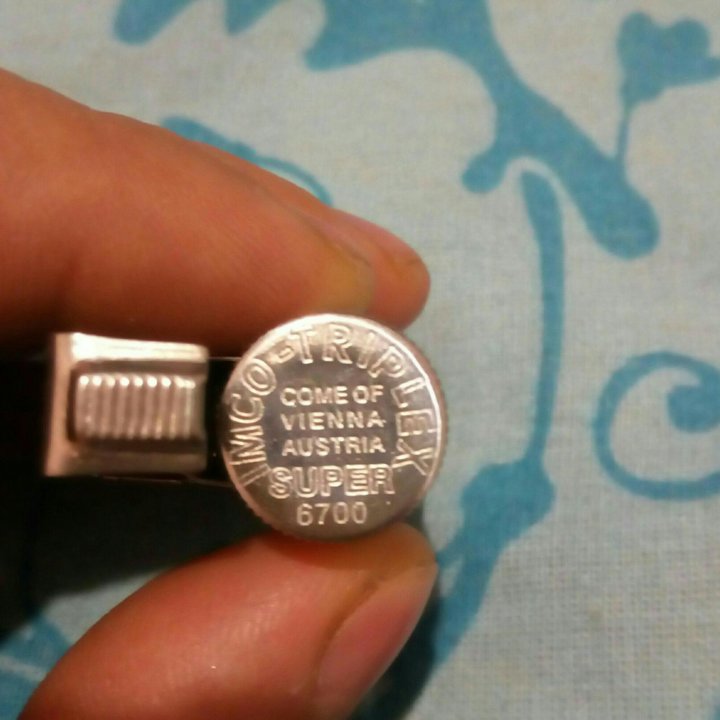 IMCO-TRIPLEX
COME OF
VIENNA-
AUSTRIA
SUPER
6700